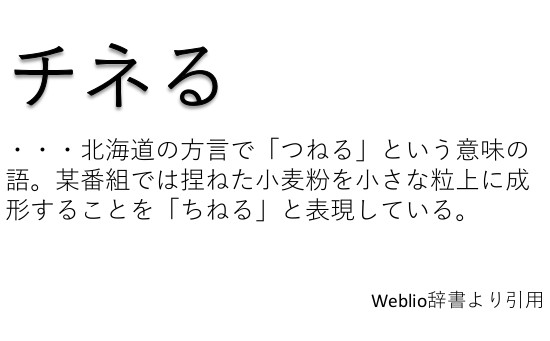 チネる
・・・北海道の方言で「つねる」という意味の
語。某番組では捏ねた小麦粉を小さな粒上に成
形することを「ちねる」と表現している。
Weblio辞書より引用